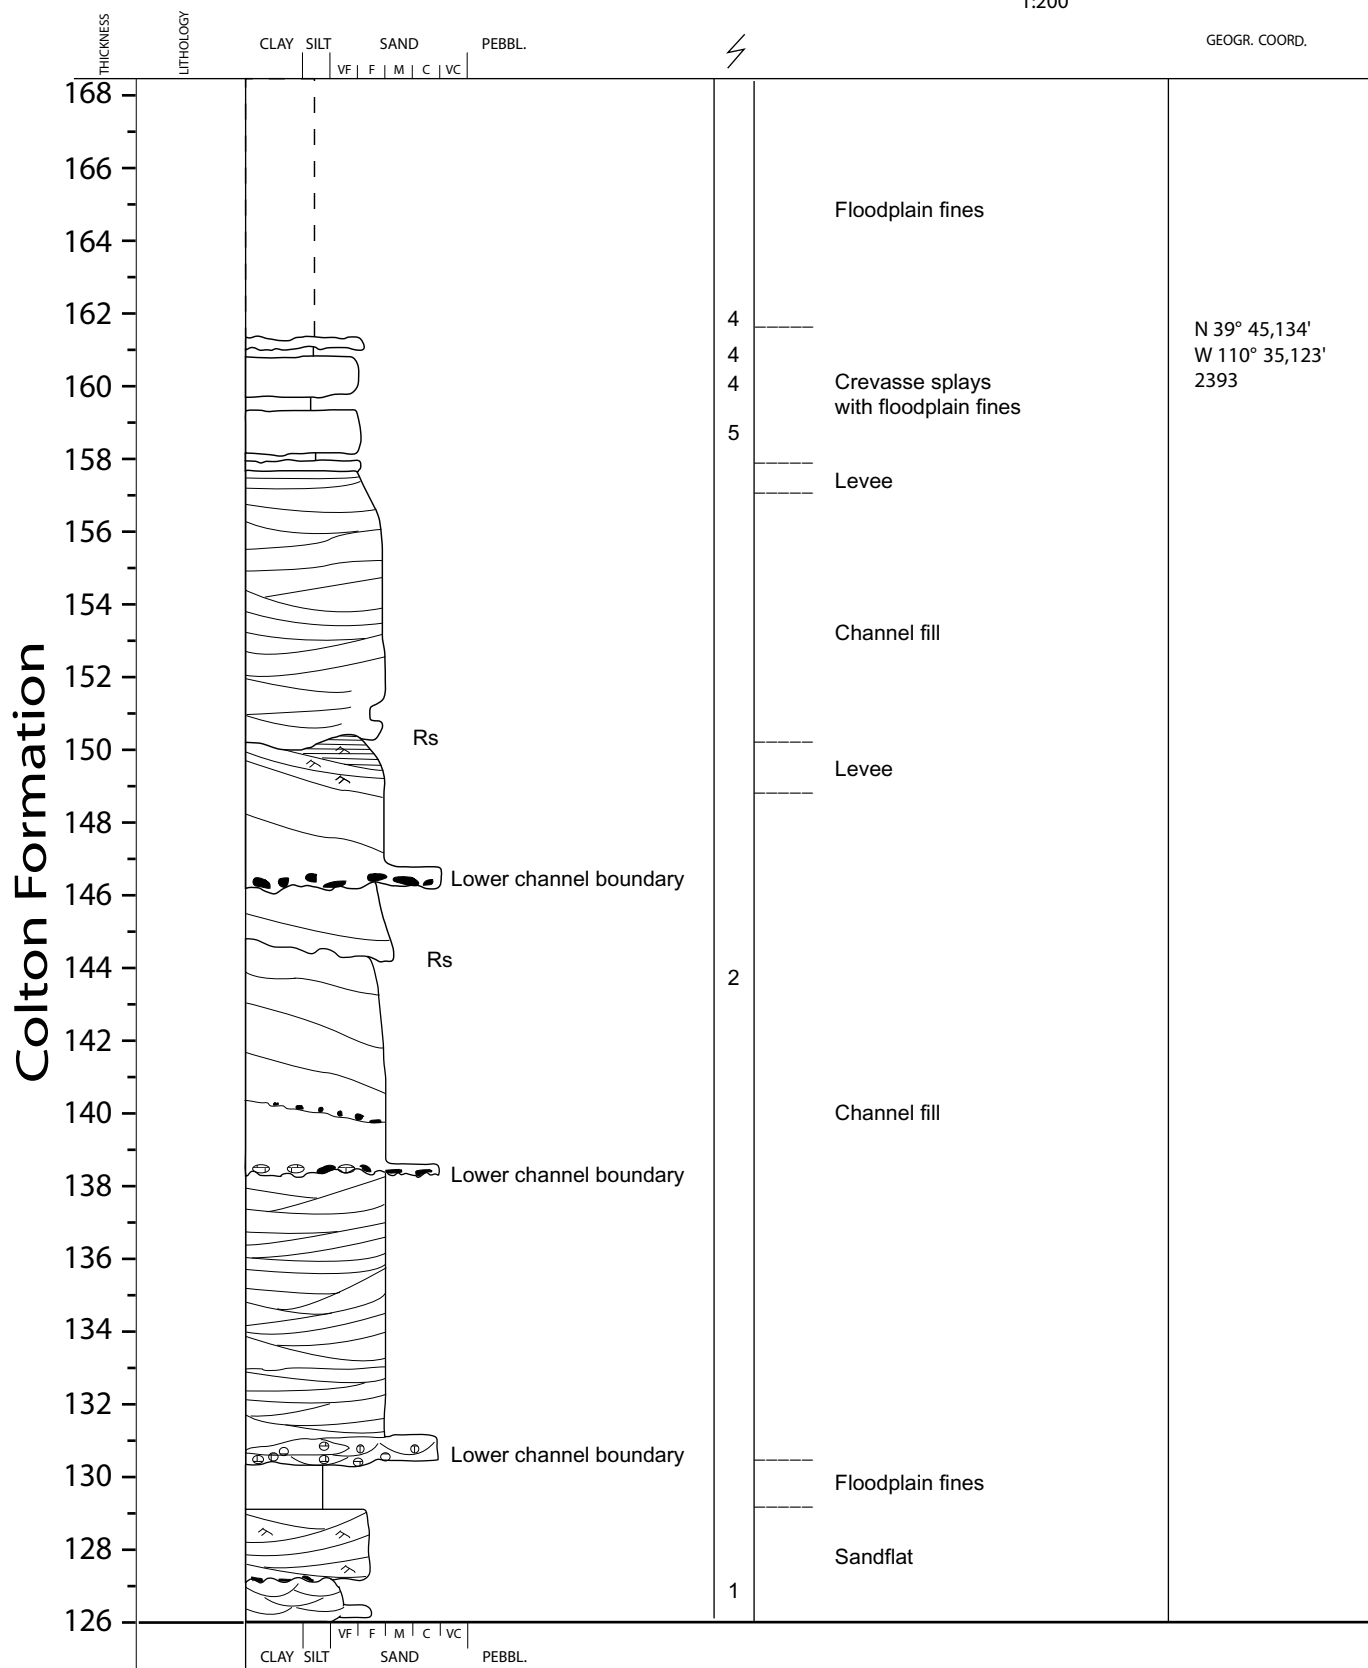 1:200
THICKNESS
LITHOLOGY
CLAY SILT SAND PEBBL.
VF F M C VC
GEOGR. COORD.
Colton Formation
168
166
Floodplain fines
164
162
4
N 39° 45,134'
4
W 110° 35,123'
160
4
Crevasse splays
2393
with floodplain fines
5
158
Levee
156
154
Channel fill
152
Rs
150
Levee
148
Lower channel boundary
146
Rs
144
2
142
140
Channel fill
Lower channel boundary
138
136
134
132
Lower channel boundary
130
Floodplain fines
128
Sandflat
1
126
VF F M C VC
CLAY SILT SAND PEBBL.